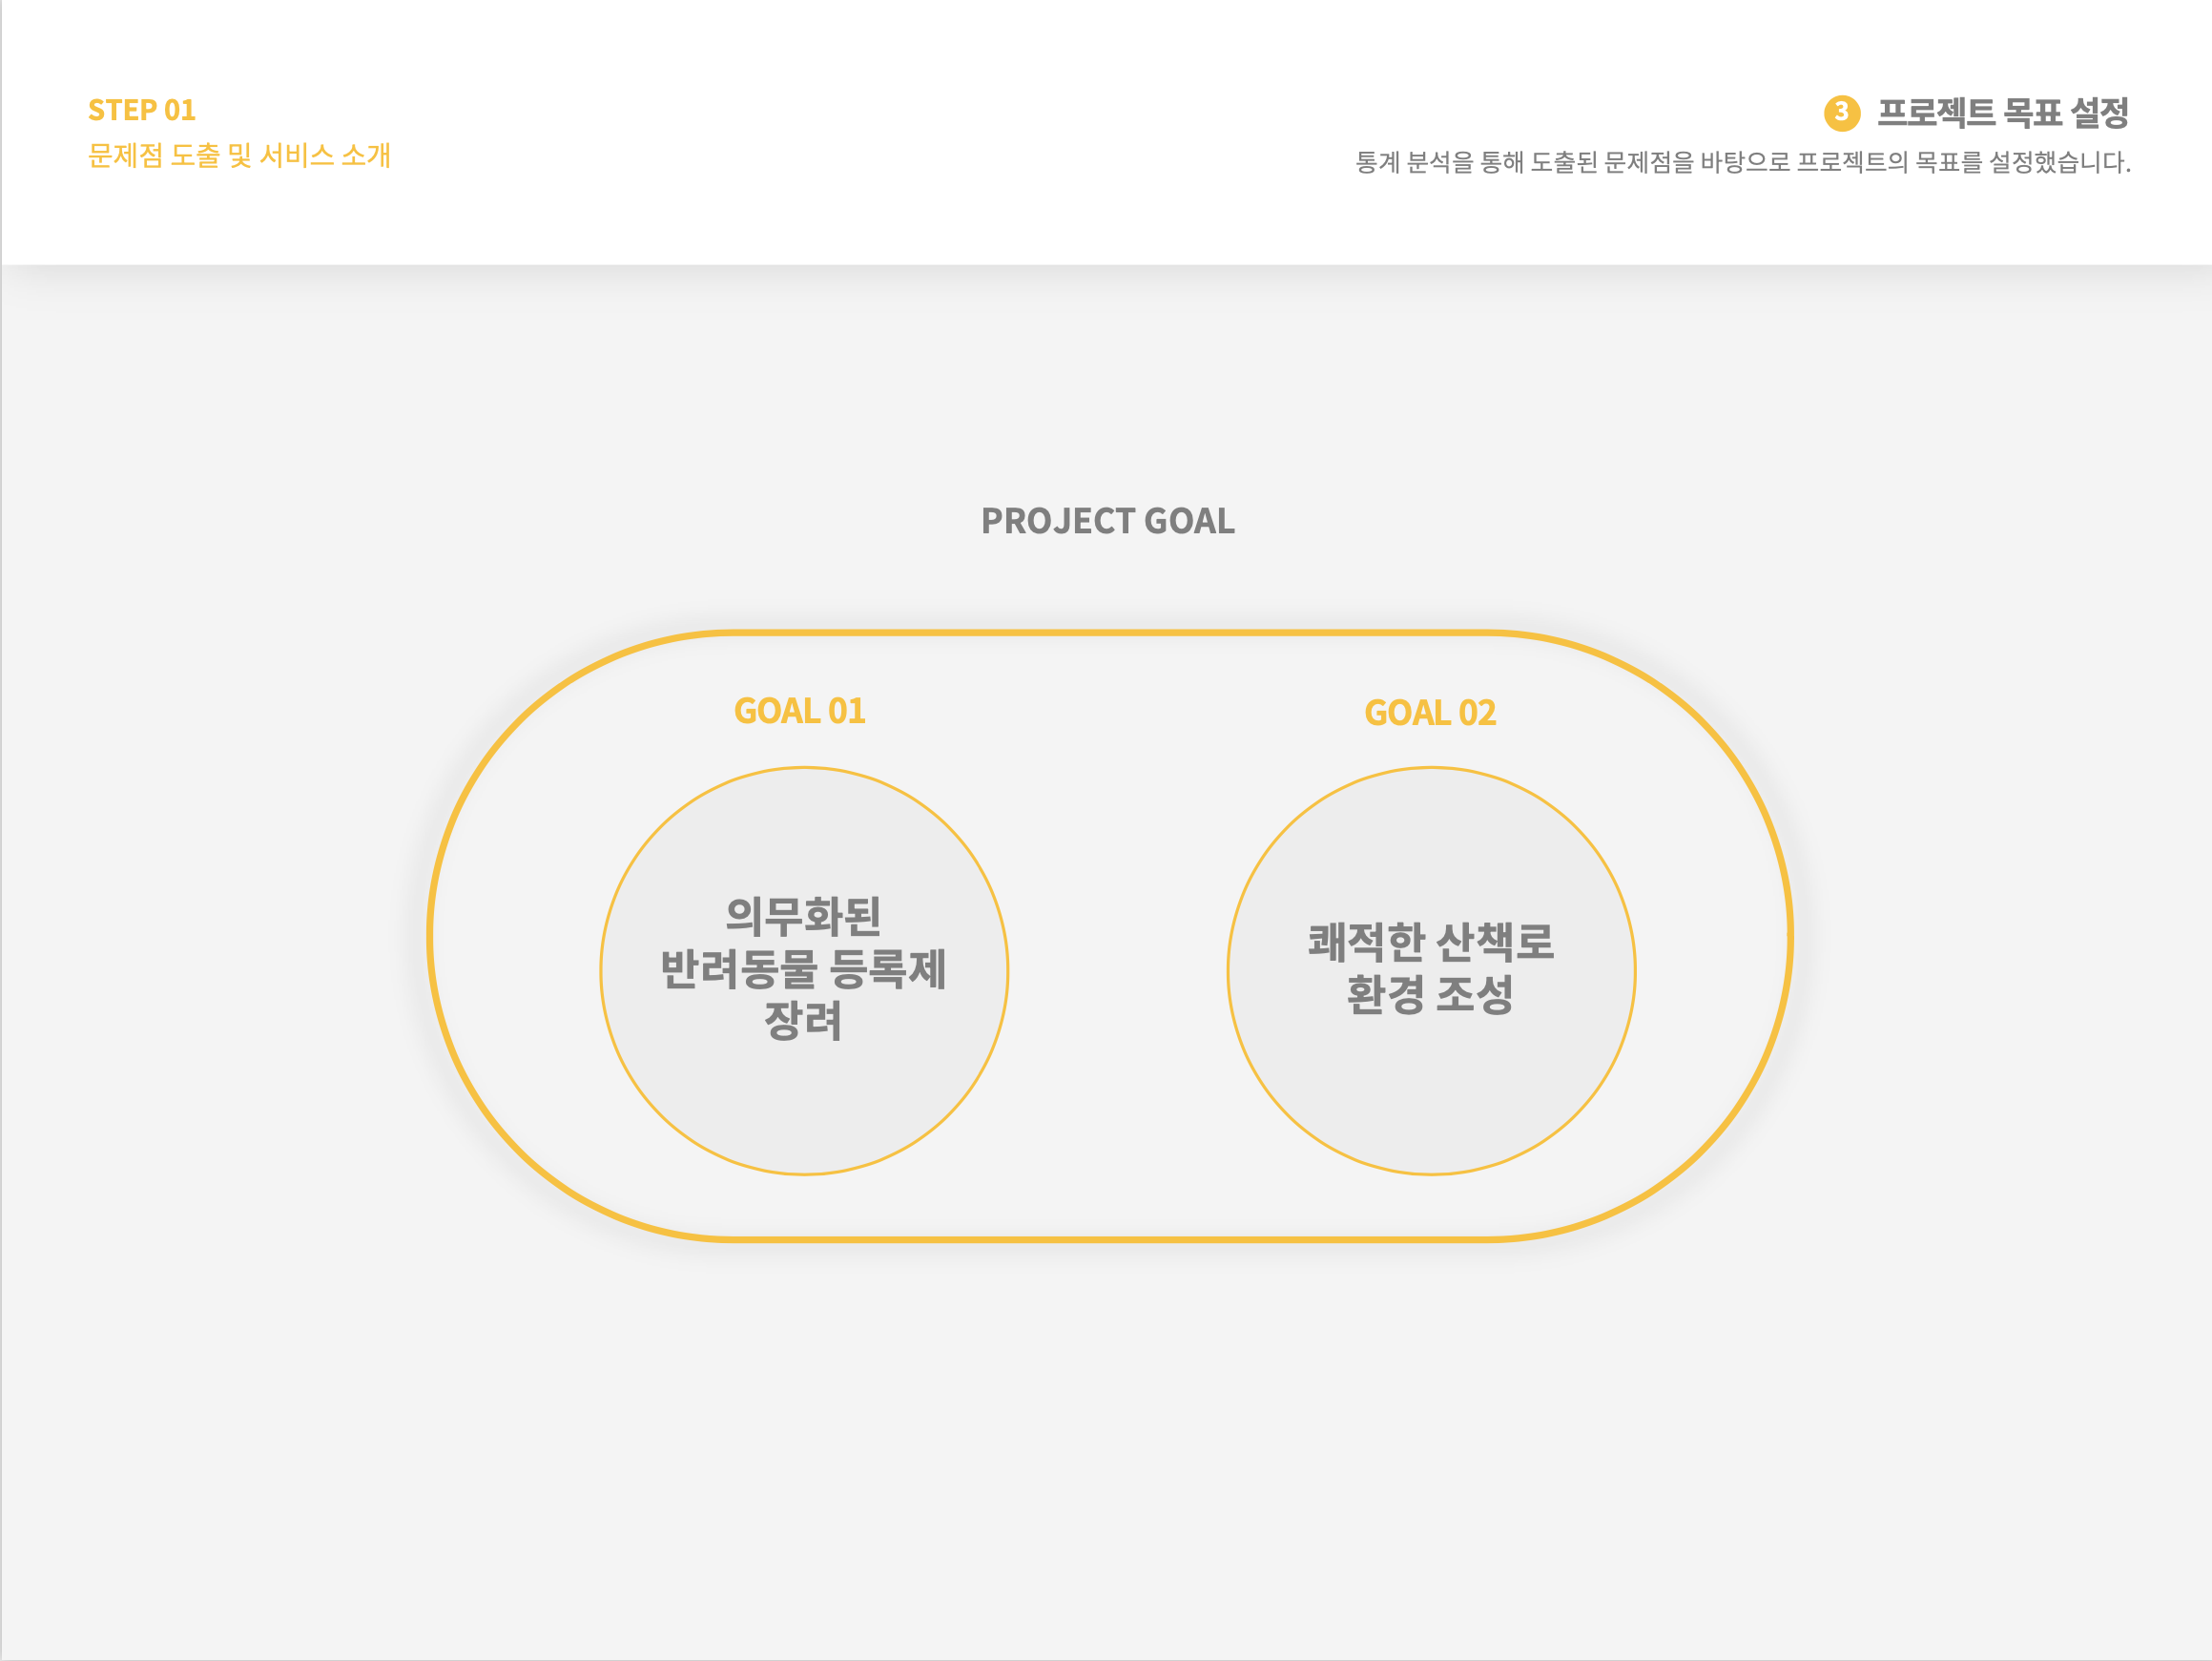 STEP 01
문제점 도출 및 서비스 소개
3 프로젝트 목표 설정
통계 분석을 통해 도출된 문제점을 바탕으로 프로젝트의 목표를 설정했습니다.
PROJECT GOAL
GOAL 01
의무화된
반려동물 등록제
장려
GOAL 02
쾌적한 산책로
환경 조성